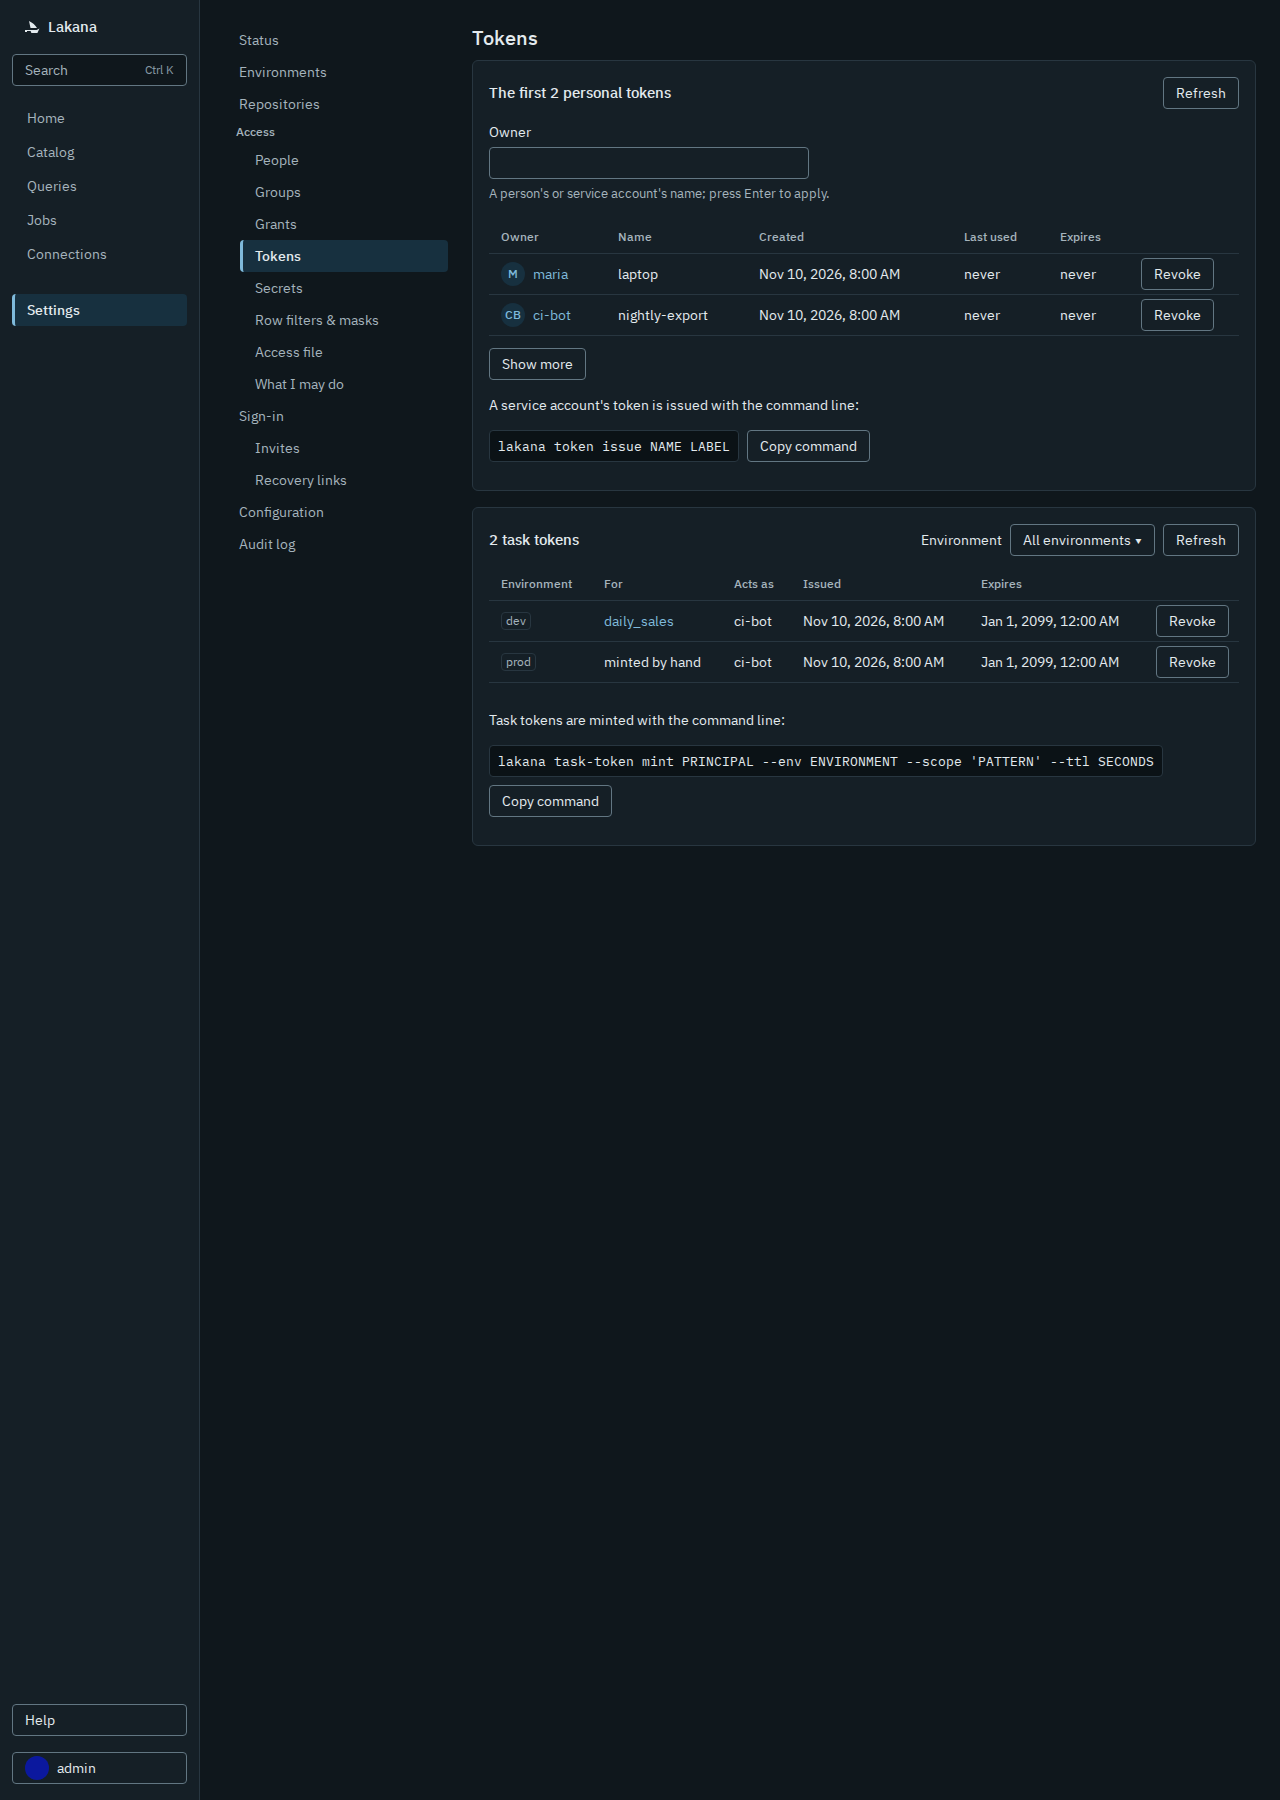 Lakana
Search Ctrl K
Home
Catalog
Queries
Jobs
Connections
Settings
Help
admin
Status
Environments
Repositories
Access
People
Groups
Grants
Tokens
Secrets
Row filters & masks
Access file
What I may do
Sign-in
Invites
Recovery links
Configuration
Audit log
Tokens
The first 2 personal tokens Refresh
Owner
A person's or service account's name; press Enter to apply.
Owner Name Created Last used Expires
M maria laptop Nov 10, 2026, 8:00 AM never never Revoke
CB ci-bot nightly-export Nov 10, 2026, 8:00 AM never never Revoke
Show more
A service account's token is issued with the command line:
lakana token issue NAME LABEL Copy command
2 task tokens Environment All environments ▾ Refresh
Environment For Acts as Issued Expires
dev daily_sales ci-bot Nov 10, 2026, 8:00 AM Jan 1, 2099, 12:00 AM Revoke
prod minted by hand ci-bot Nov 10, 2026, 8:00 AM Jan 1, 2099, 12:00 AM Revoke
Task tokens are minted with the command line:
lakana task-token mint PRINCIPAL --env ENVIRONMENT --scope 'PATTERN' --ttl SECONDS
Copy command